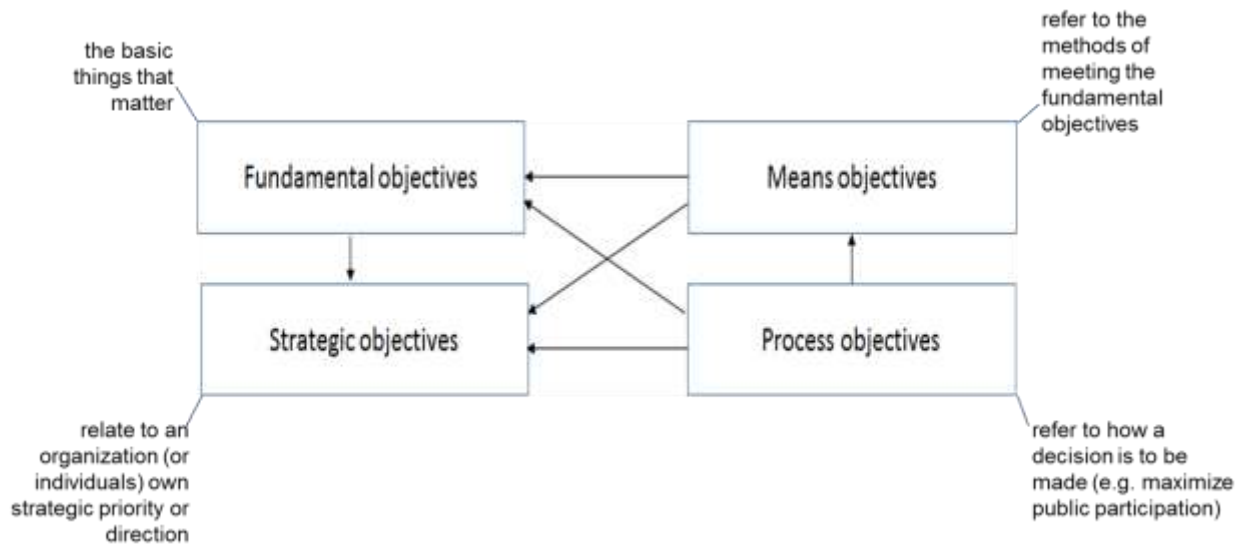 the basic
things that
matter
refer to the
methods of
meeting the
fundamental
objectives
Fundamental objectives
Means objectives
Strategic objectives
Process objectives
relate to an
organization (or
individuals) own
strategic priority or
direction
refer to how a
decision is to be
made (e.g. maximize
public participation)